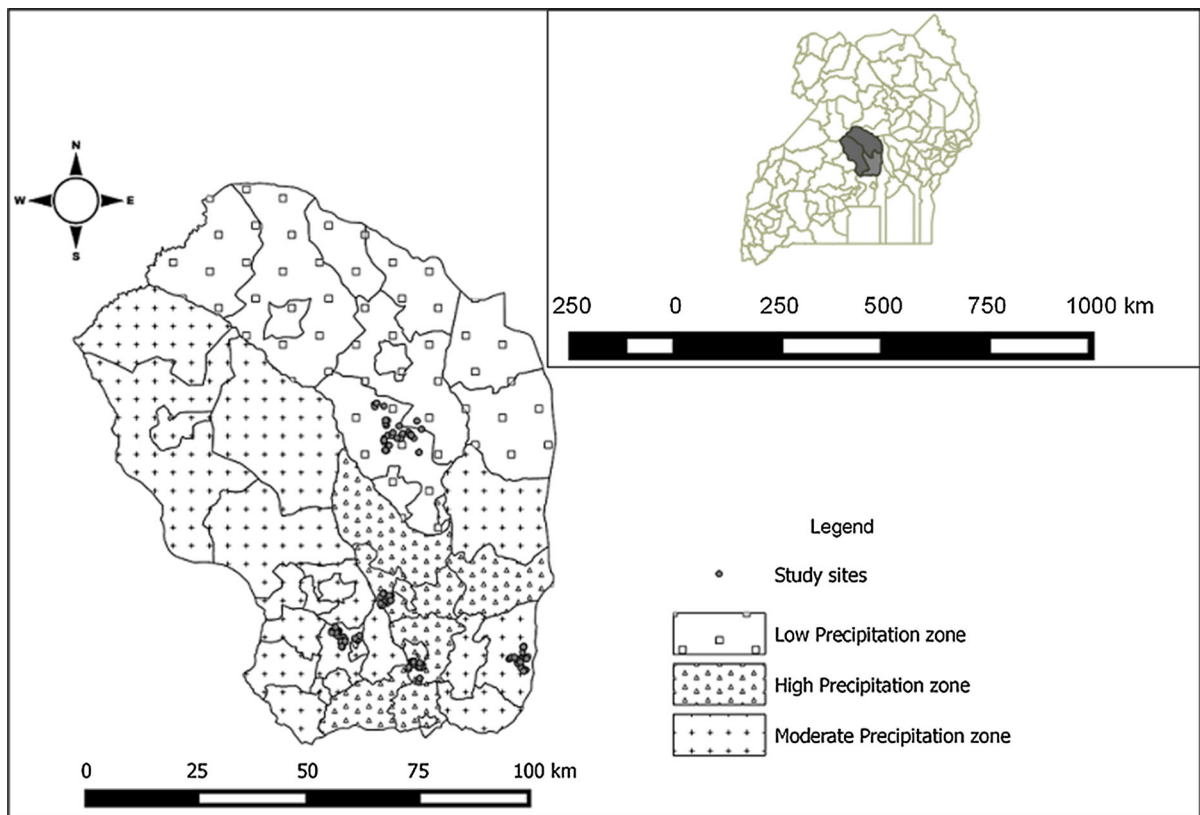 N
W E
S
250 0 250 500 750 1000 km
Legend
Study sites
Low Precipitation zone
High Precipitation zone
Moderate Precipitation zone
0 25 50 75 100 km